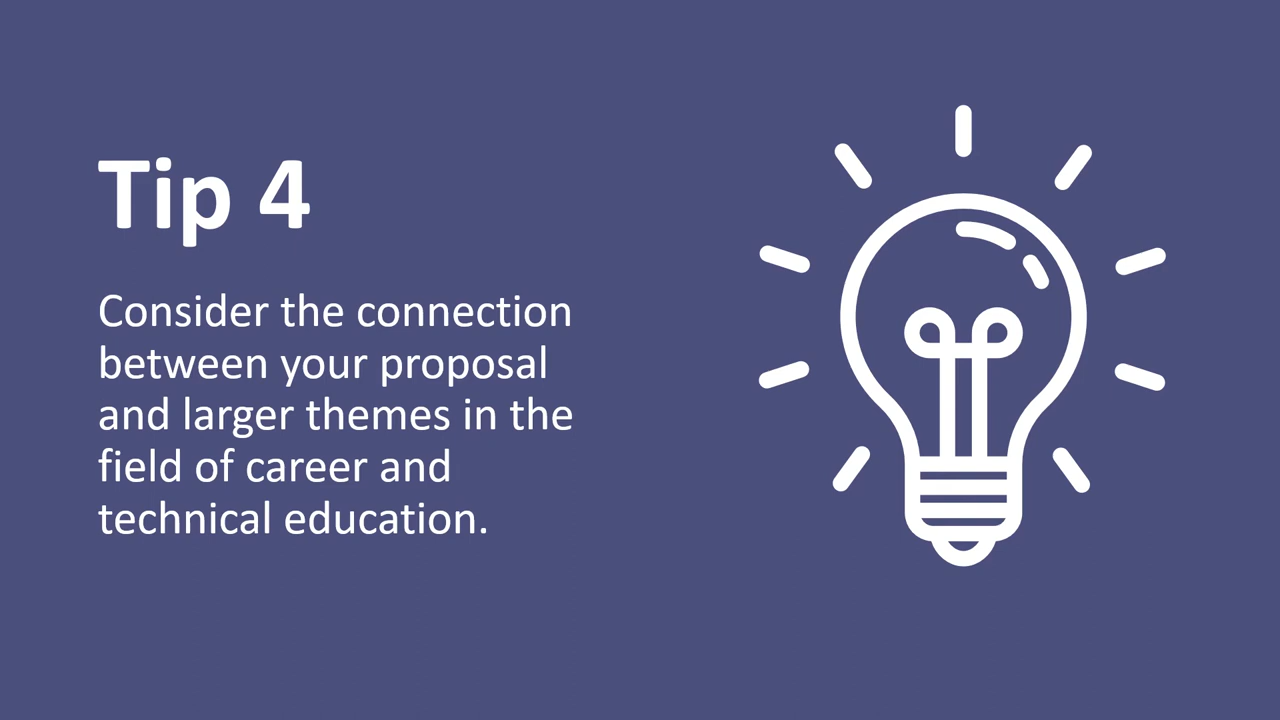 Tip 4
Consider the connection
between your proposal
and larger themes in the
field of career and
technical education.